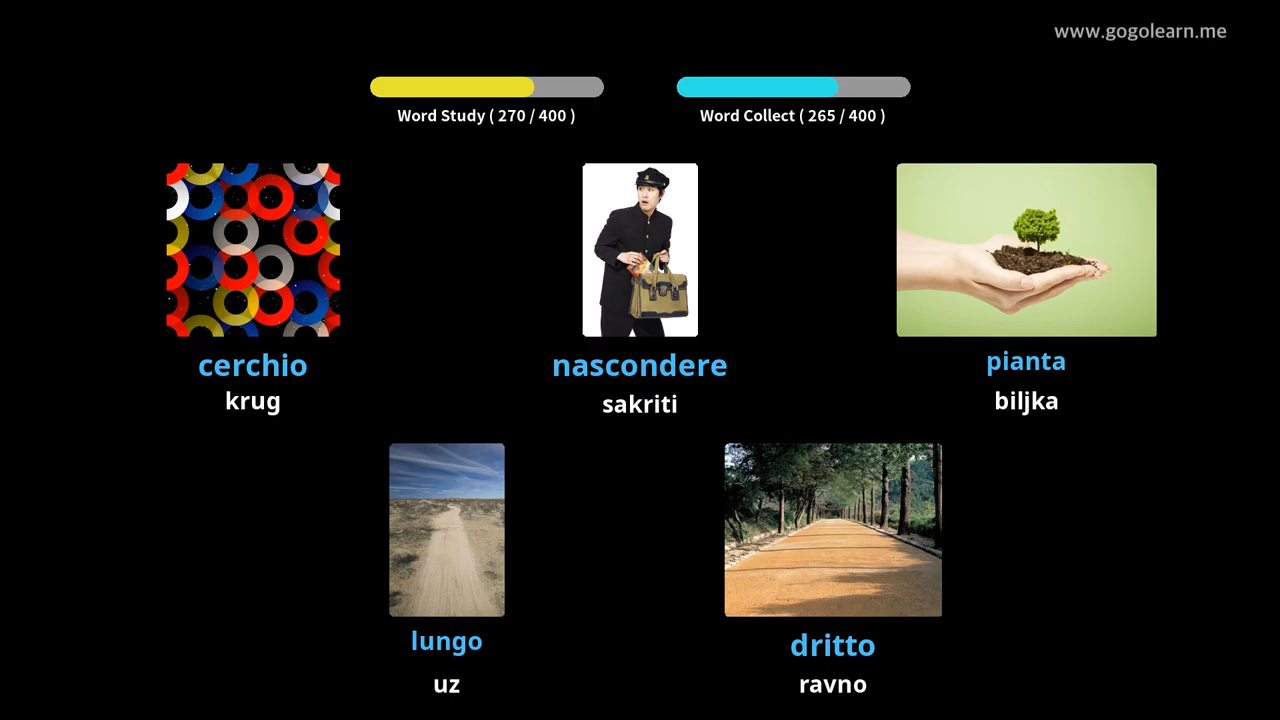 www.gogolearn.me
Word Study ( 270 / 400 )
Word Collect ( 265 / 400 )
cerchio
krug
nascondere
sakriti
pianta
biljka
lungo
uz
dritto
ravno